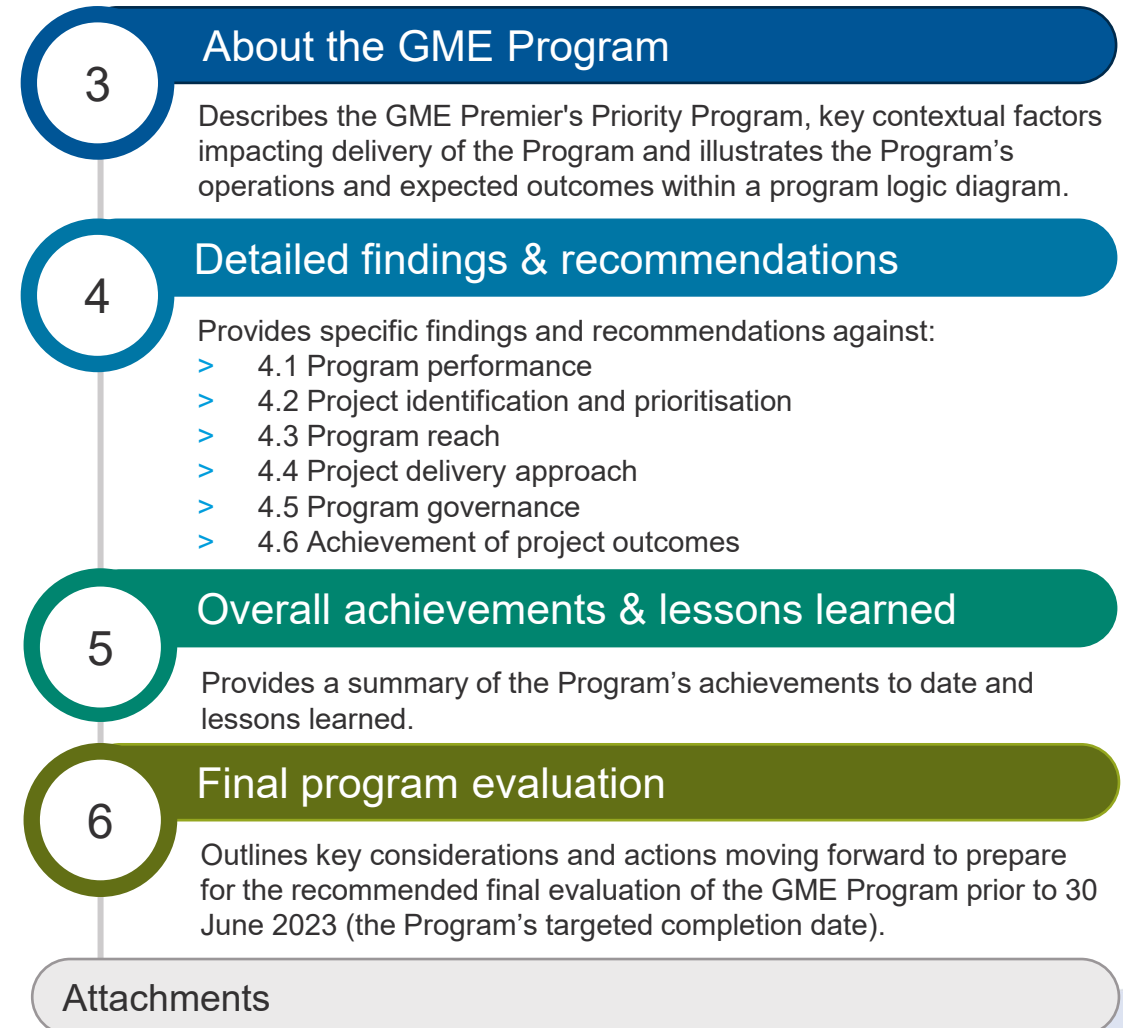 3
About the GME Program
Describes the GME Premier's Priority Program, key contextual factors
impacting delivery of the Program and illustrates the Program’s
operations and expected outcomes within a program logic diagram.
4
Detailed findings & recommendations
Provides specific findings and recommendations against:
> 4.1 Program performance
> 4.2 Project identification and prioritisation
> 4.3 Program reach
> 4.4 Project delivery approach
> 4.5 Program governance
> 4.6 Achievement of project outcomes
5
Overall achievements & lessons learned
Provides a summary of the Program’s achievements to date and
lessons learned.
6
Final program evaluation
Outlines key considerations and actions moving forward to prepare
for the recommended final evaluation of the GME Program prior to 30
June 2023 (the Program’s targeted completion date).
Attachments